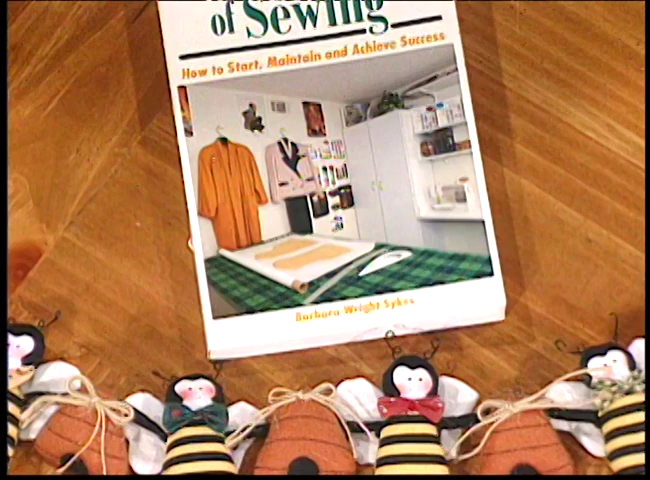 of Sewing
How to Start, Maintain and Achieve Success
Barbara Wright Sykes